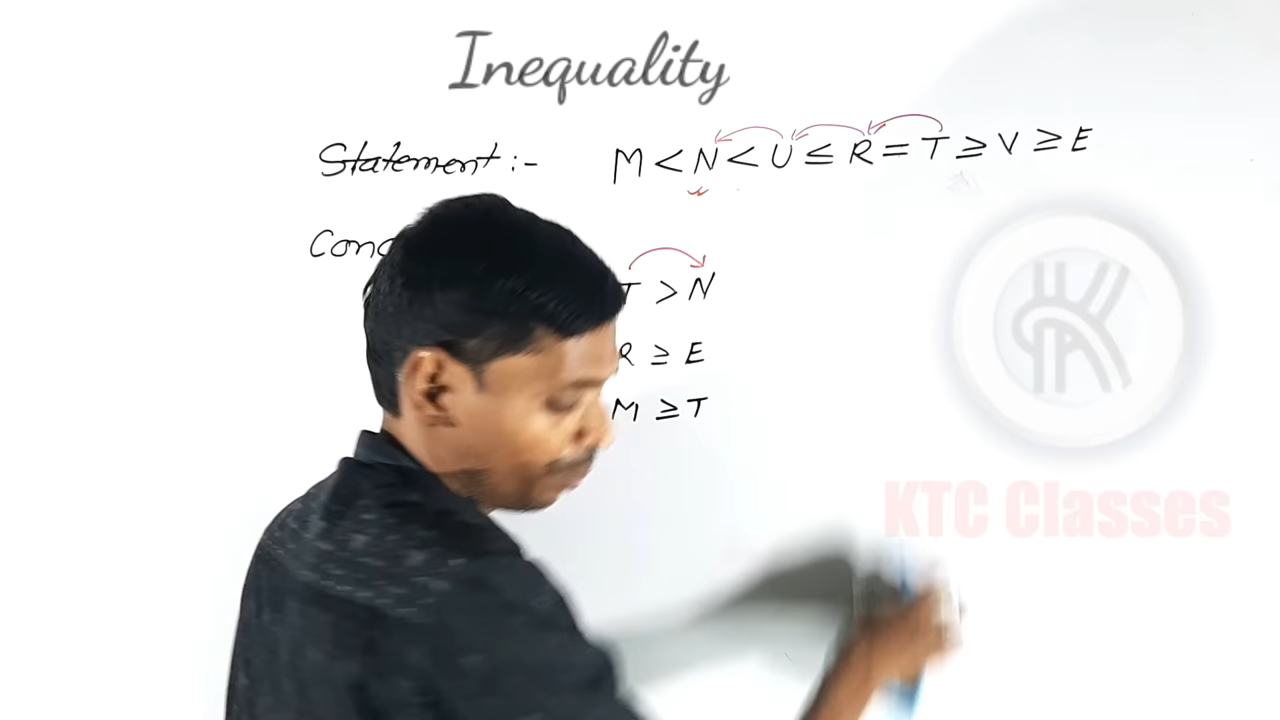 Inequality
Statement :- M < N < U ≤ R = T ≥ V ≥ E
T > N
R ≥ E
M ≥ T
KTC Classes